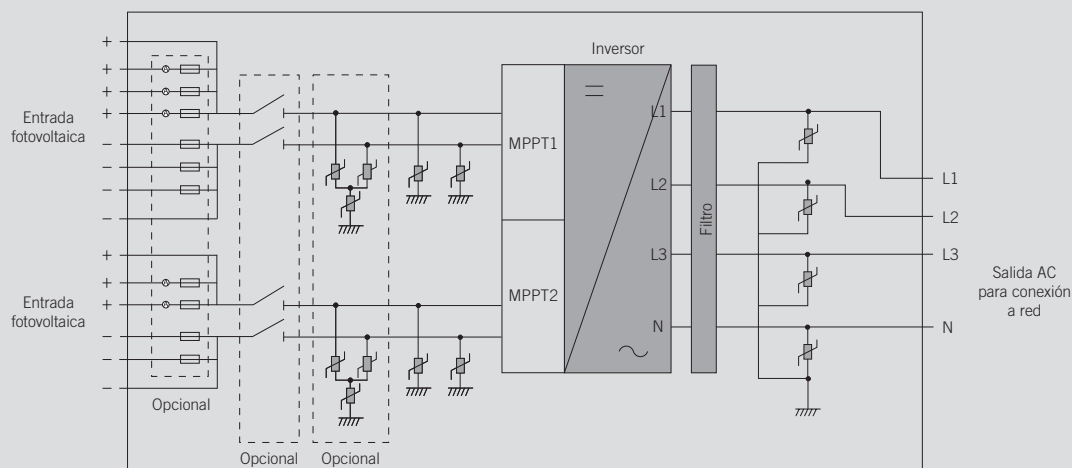 Inversor
+
+
+
+
Entrada
fotovoltaica
−
−
−
−
MPPT1
L1
L2
L3
N
Filtro
L1
L2
L3
N
Salida AC
para conexión
a red
+
+
+
Entrada
fotovoltaica
−
−
−
MPPT2
Opcional
Opcional
Opcional